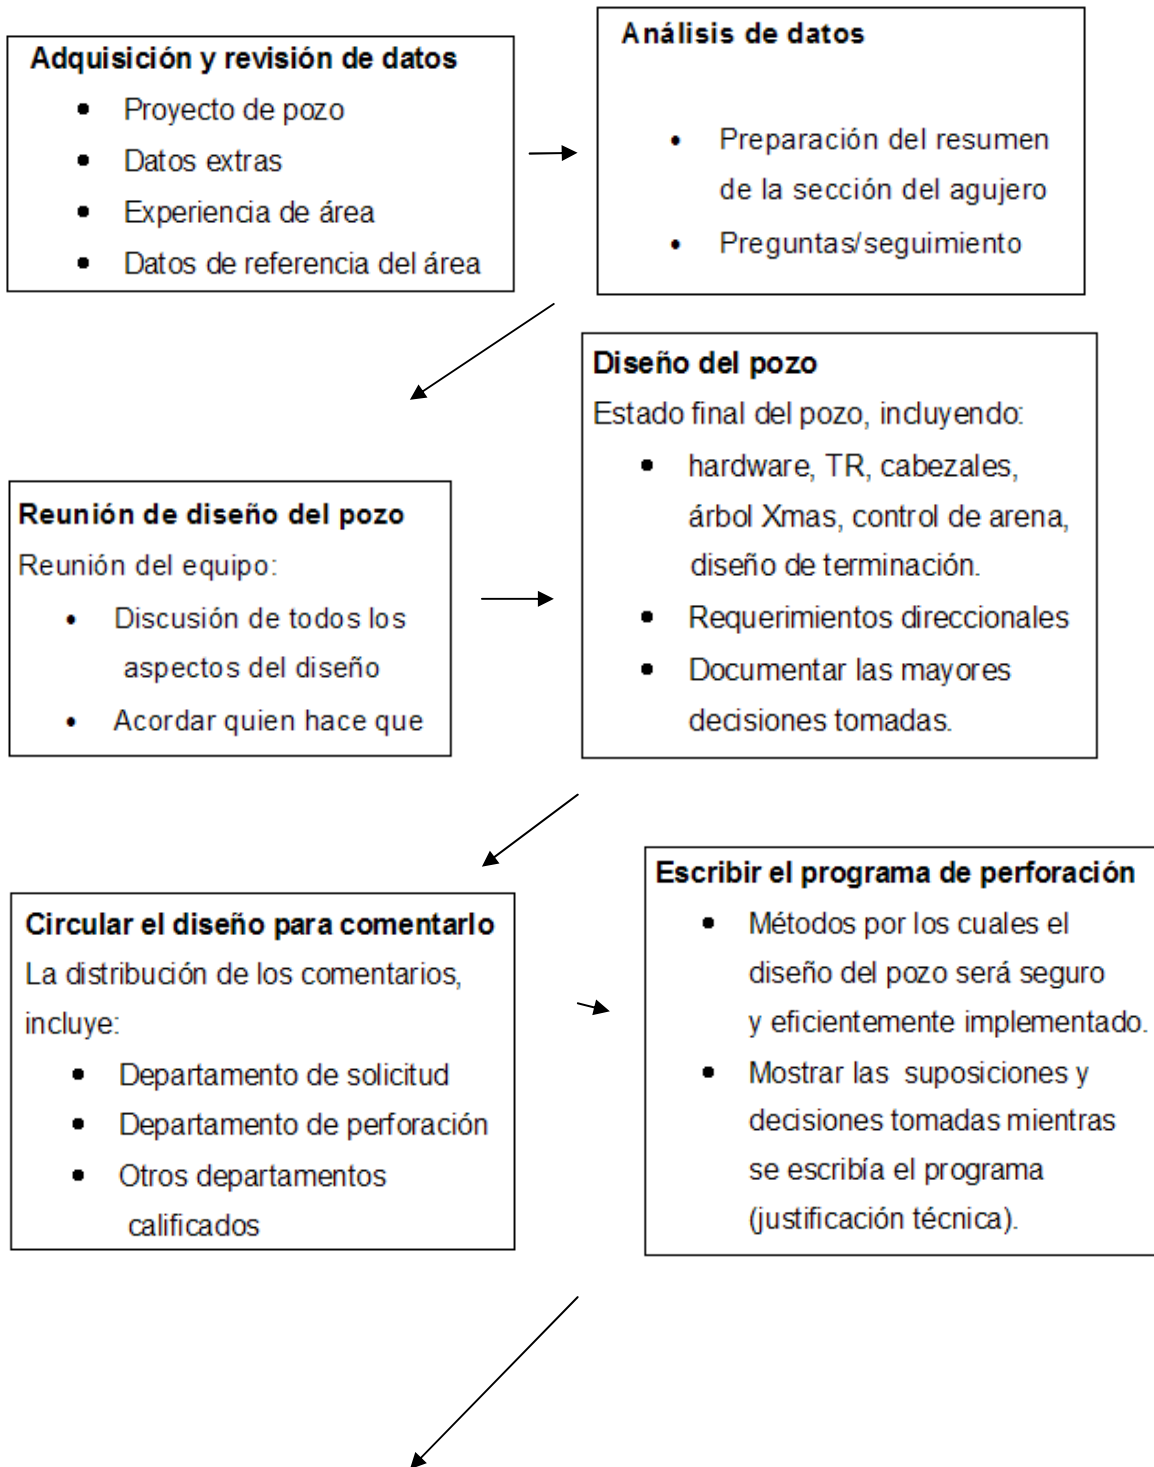 Adquisición y revisión de datos
• Proyecto de pozo
• Datos extras
• Experiencia de área
• Datos de referencia del área
Análisis de datos
• Preparación del resumen
de la sección del agujero
• Preguntas/seguimiento
Reunión de diseño del pozo
Reunión del equipo:
• Discusión de todos los
aspectos del diseño
• Acordar quien hace que
Diseño del pozo
Estado final del pozo, incluyendo:
• hardware, TR, cabezales,
árbol Xmas, control de arena,
diseño de terminación.
• Requerimientos direccionales
• Documentar las mayores
decisiones tomadas.
Circular el diseño para comentarlo
La distribución de los comentarios,
incluye:
• Departamento de solicitud
• Departamento de perforación
• Otros departamentos
calificados
Escribir el programa de perforación
• Métodos por los cuales el
diseño del pozo será seguro
y eficientemente implementado.
• Mostrar las suposiciones y
decisiones tomadas mientras
se escribía el programa
(justificación técnica).